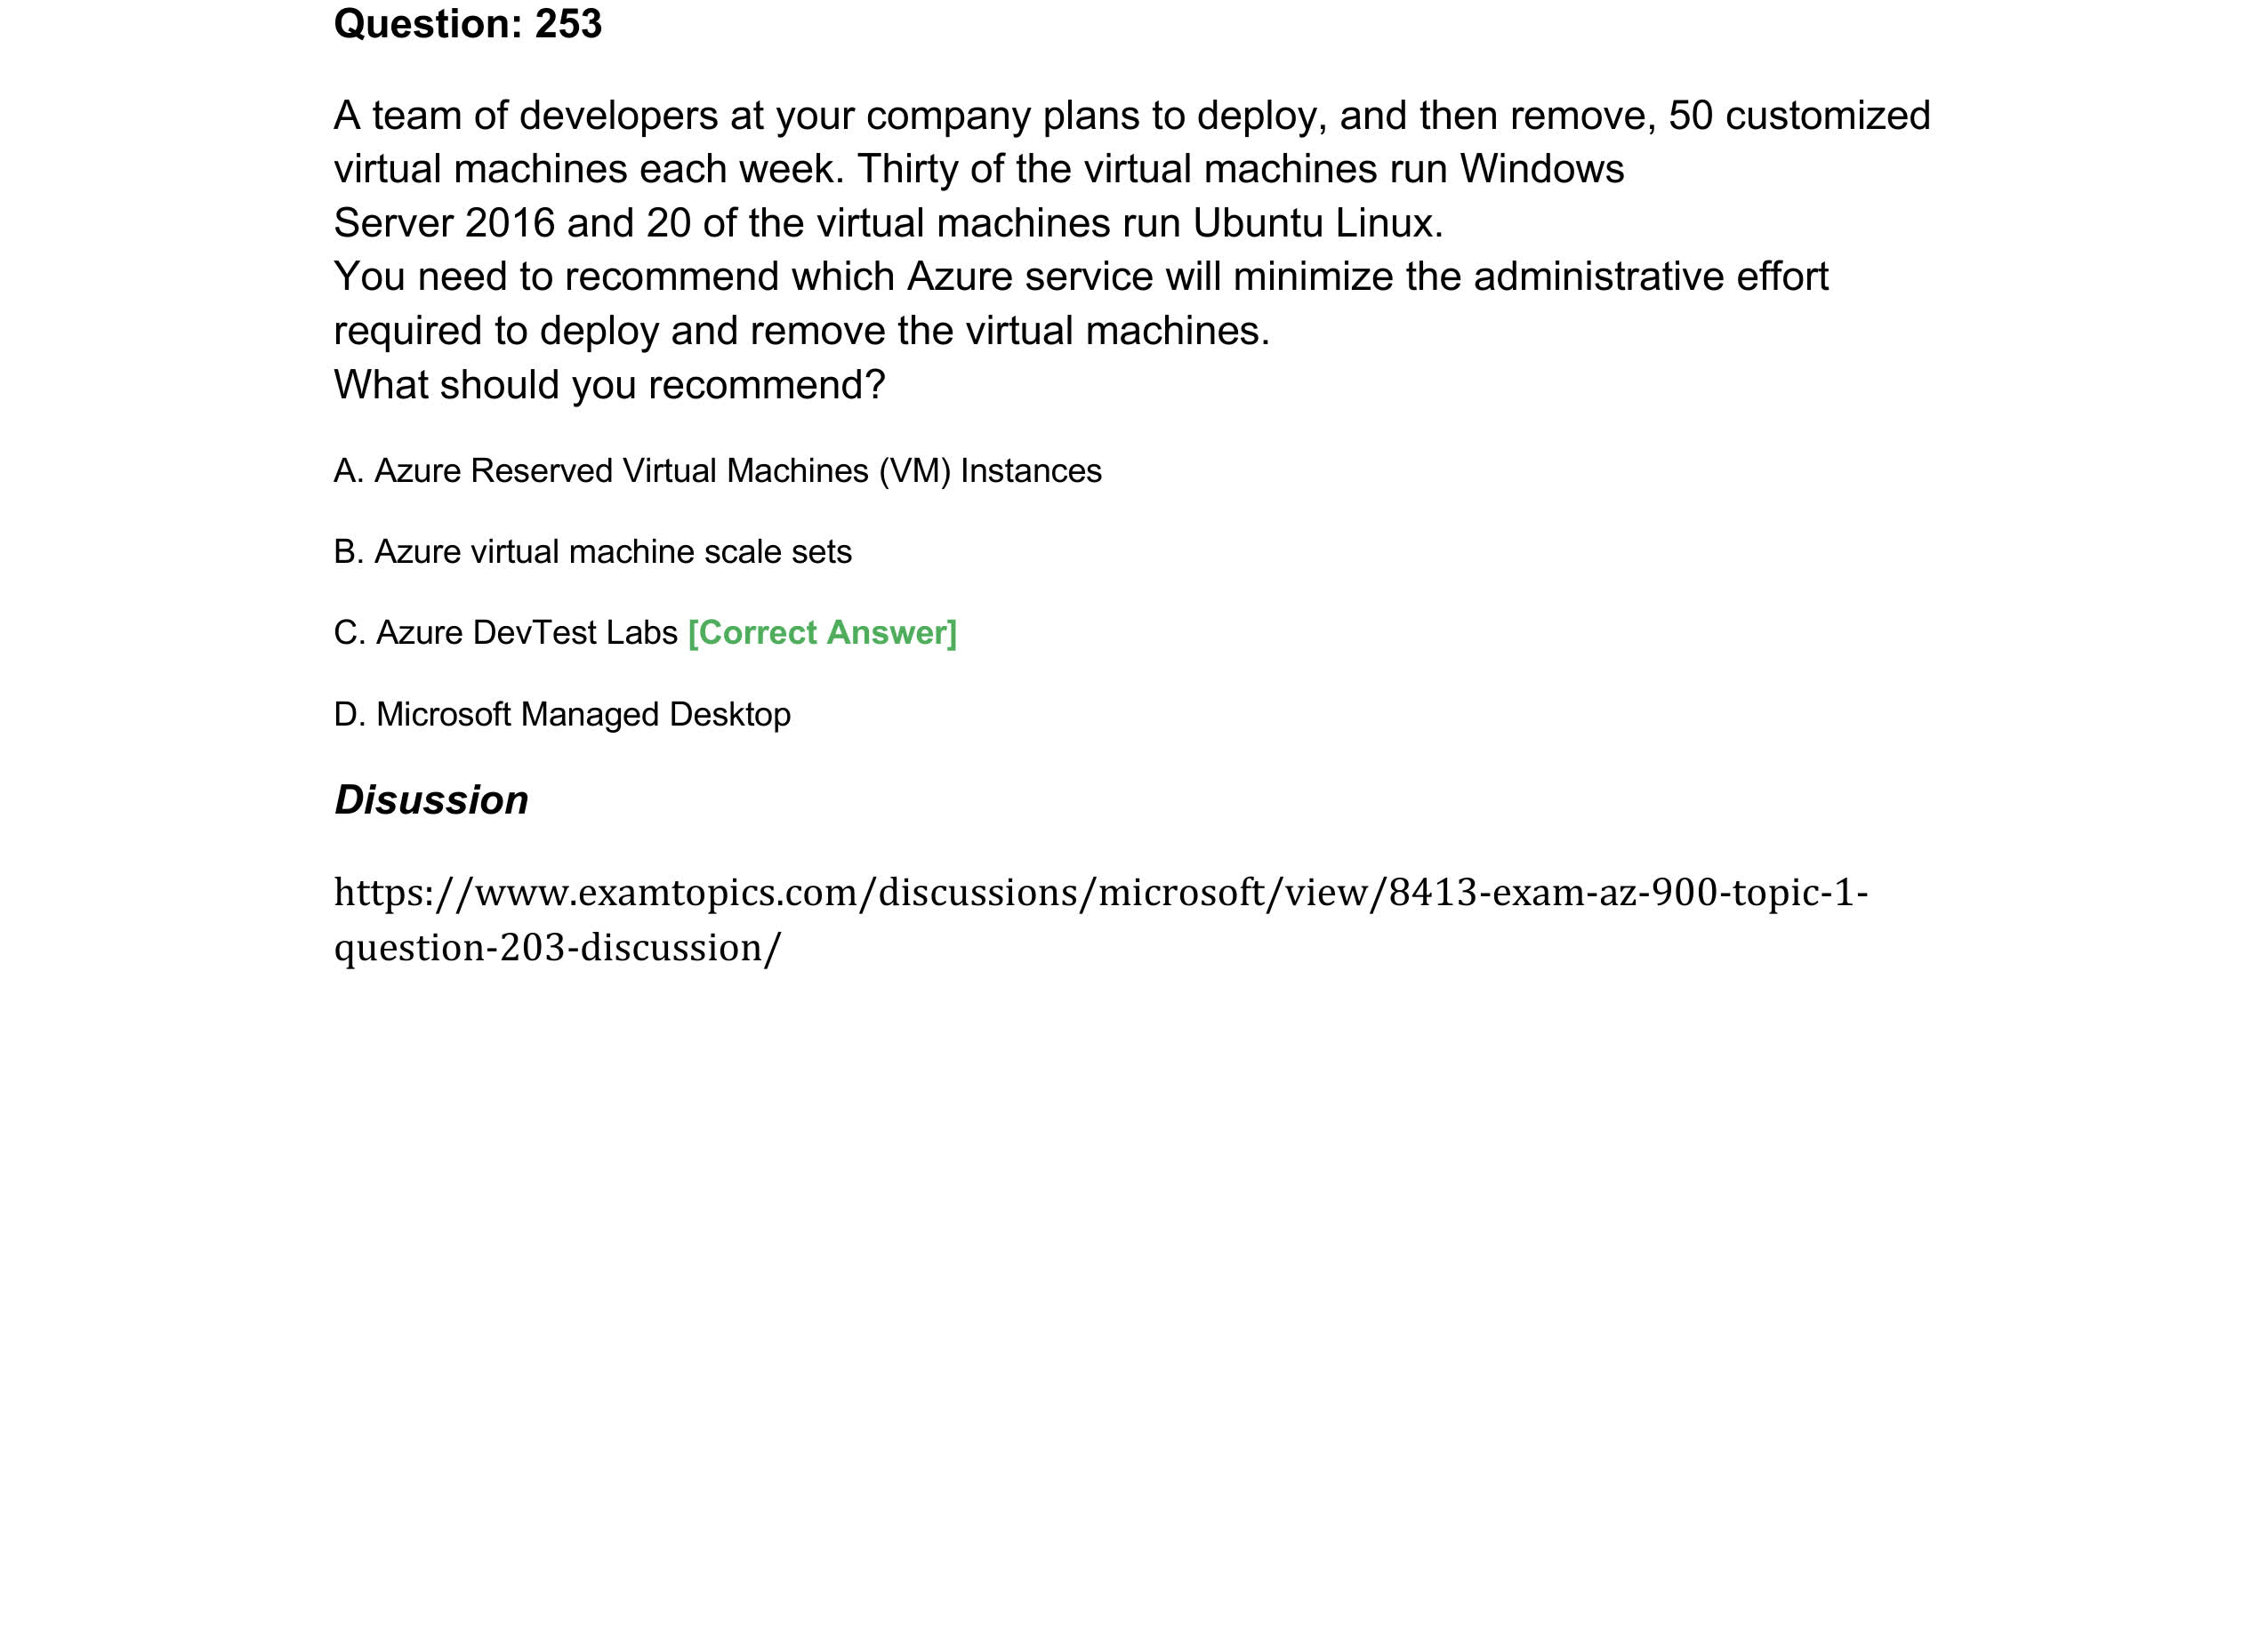 Question: 253
A team of developers at your company plans to deploy, and then remove, 50 customized
virtual machines each week. Thirty of the virtual machines run Windows
Server 2016 and 20 of the virtual machines run Ubuntu Linux.
You need to recommend which Azure service will minimize the administrative effort
required to deploy and remove the virtual machines.
What should you recommend?
A. Azure Reserved Virtual Machines (VM) Instances
B. Azure virtual machine scale sets
C. Azure DevTest Labs [Correct Answer]
D. Microsoft Managed Desktop
Disussion
https://www.examtopics.com/discussions/microsoft/view/8413-exam-az-900-topic-1-
question-203-discussion/